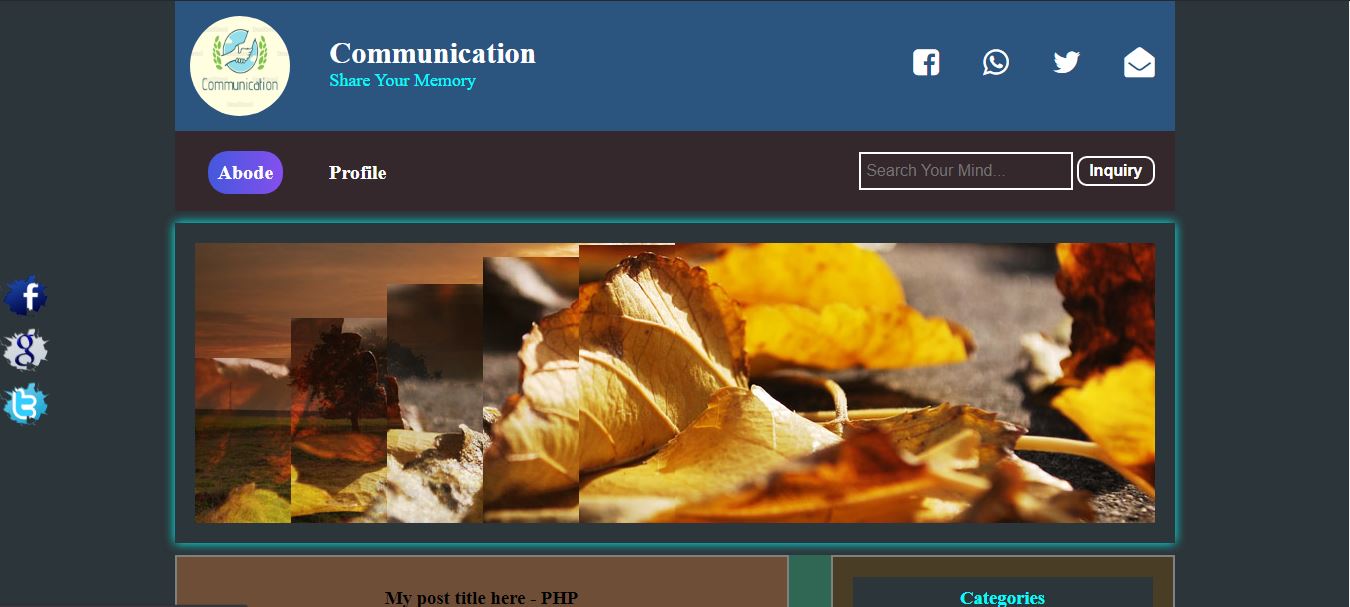 Communication
Communication
Share Your Memory
Abode
Profile
Search Your Mind...
Inquiry
My post title here - PHP
Categories